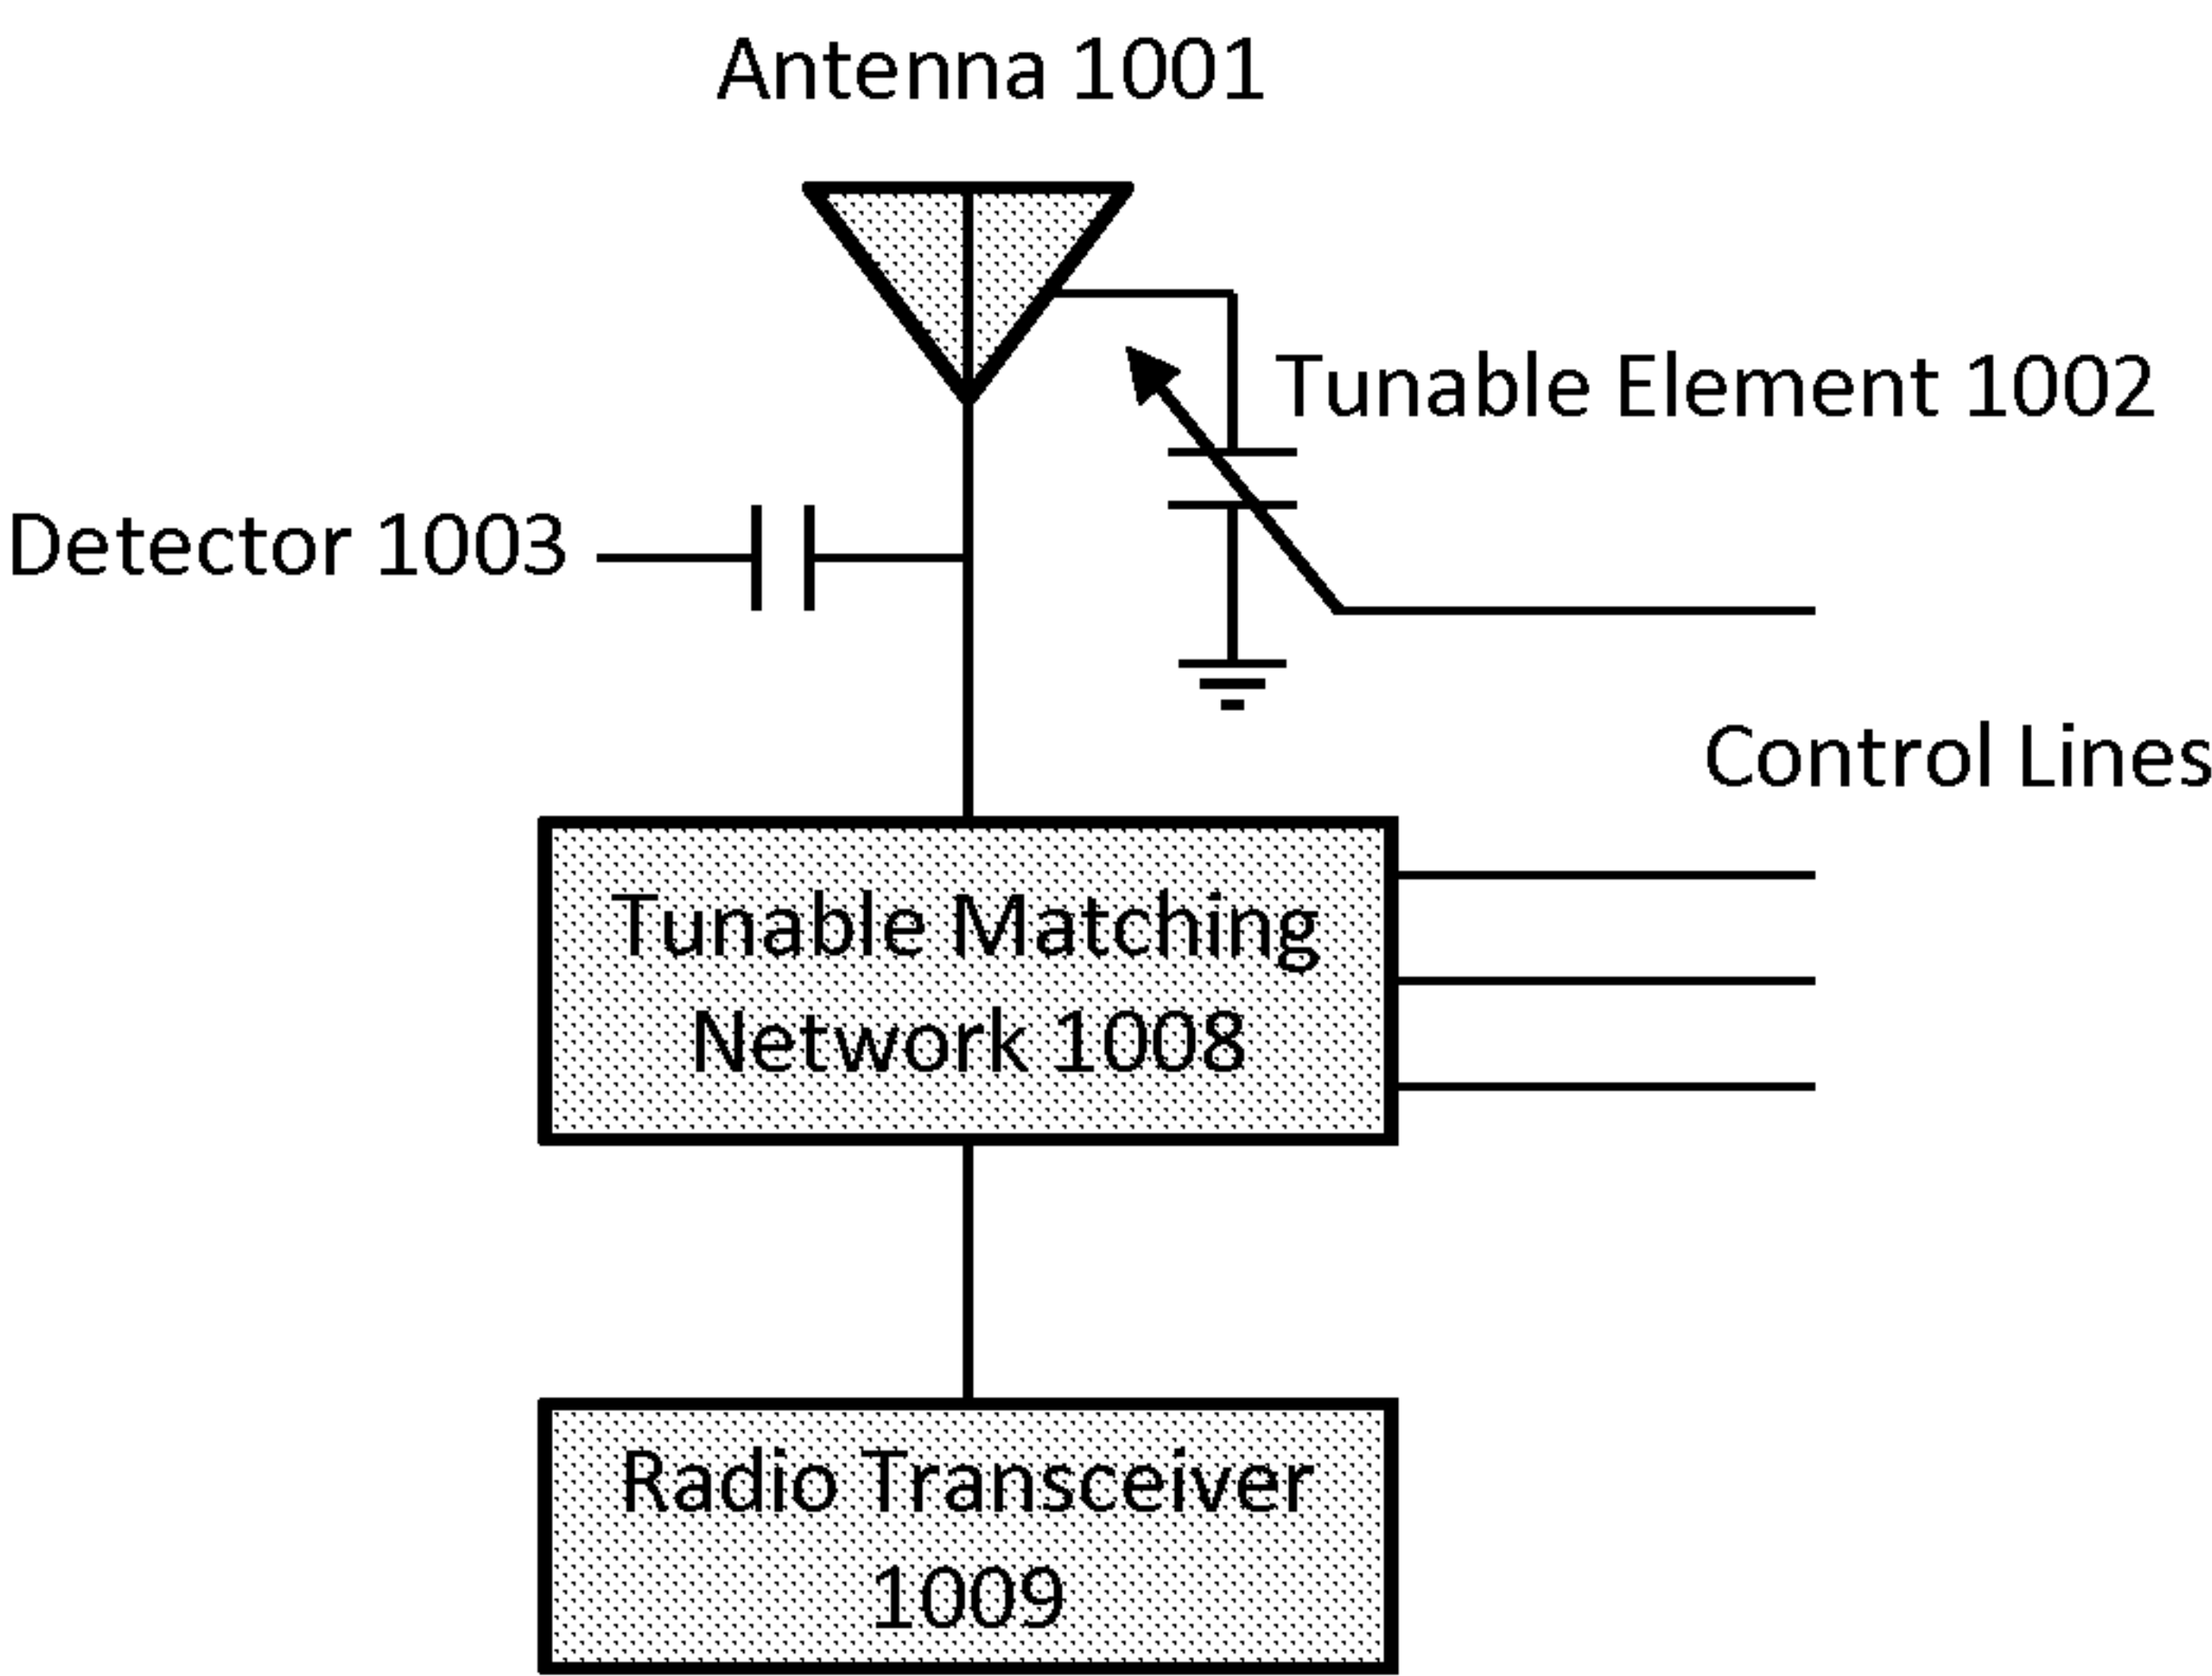 Antenna 1001
Tunable Element 1002
Detector 1003
Control Lines
Tunable Matching
Network 1008
Radio Transceiver
1009